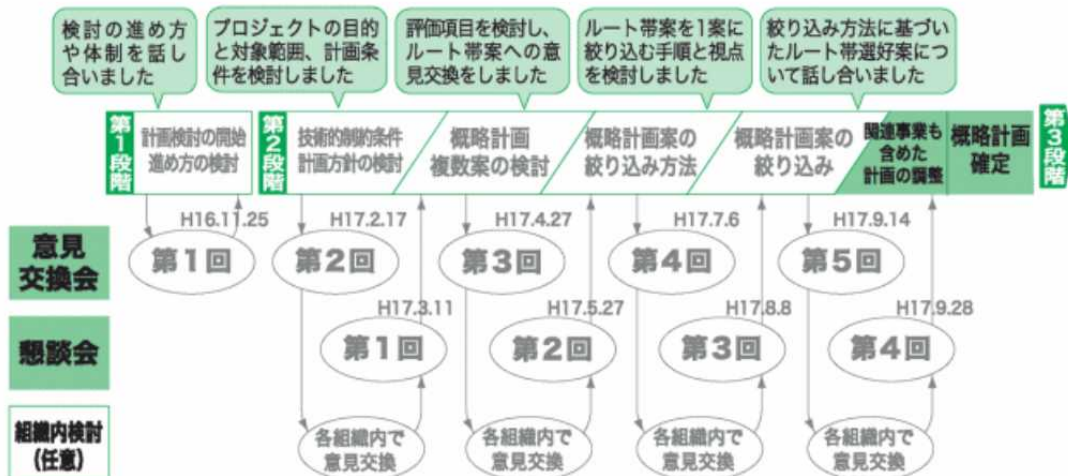 検討の進め方
や体制を話し
合いました
プロジェクトの目的
と対象範囲、計画条
件を検討しました
評価項目を検討し、
ルート帯案への意
見交換をしました
ルート帯案を1案に
絞り込む手順と視点
を検討しました
絞り込み方法に基づい
たルート帯選好案につ
いて話し合いました
第1段階
計画検討の開始
進め方の検討
第2段階
技術的制約条件
計画方針の検討
概略計画
複数案の検討
概略計画案の
絞り込み方法
概略計画案の
絞り込み
関連事業も
含めた
計画の調整
概略計画
確定
第3段階
意見
交換会
H16.11.25
第1回
H17.2.17
第2回
H17.4.27
第3回
H17.7.6
第4回
H17.9.14
第5回
懇談会
H17.3.11
第1回
H17.5.27
第2回
H17.8.8
第3回
H17.9.28
第4回
組織内検討
(任意)
各組織内で
意見交換
各組織内で
意見交換
各組織内で
意見交換
各組織内で
意見交換